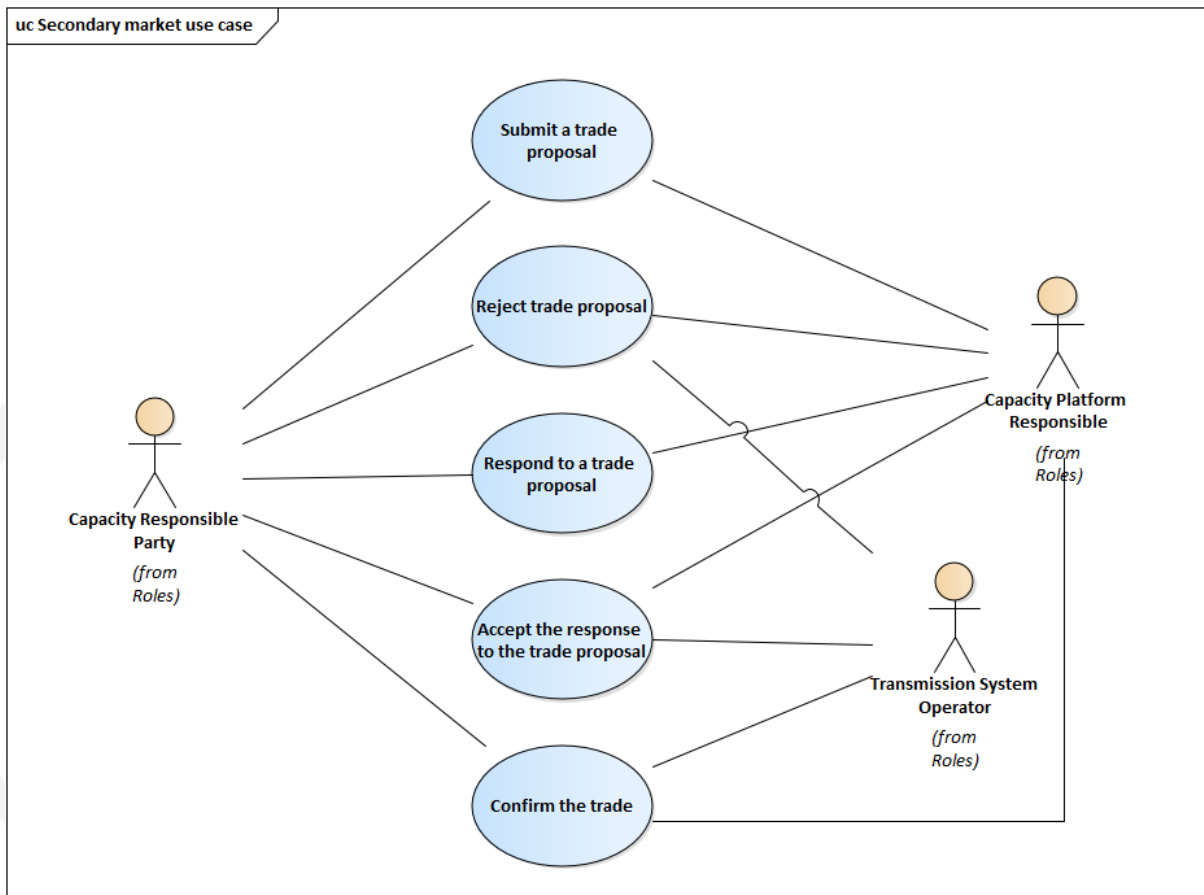 uc Secondary market use case
Submit a trade
proposal
Reject trade proposal
Respond to a trade
proposal
Accept the response
to the trade proposal
Confirm the trade
Capacity Responsible
Party
(from
Roles)
Capacity Platform
Responsible
(from
Roles)
Transmission System
Operator
(from
Roles)